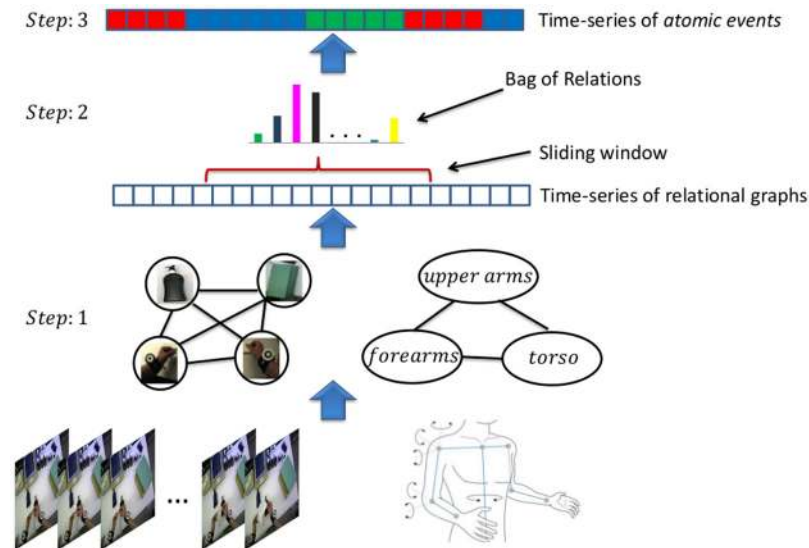 Step: 3
Time-series of atomic events
Bag of Relations
Step: 2
Sliding window
Time-series of relational graphs
upper arms
Step: 1
forearms
torso